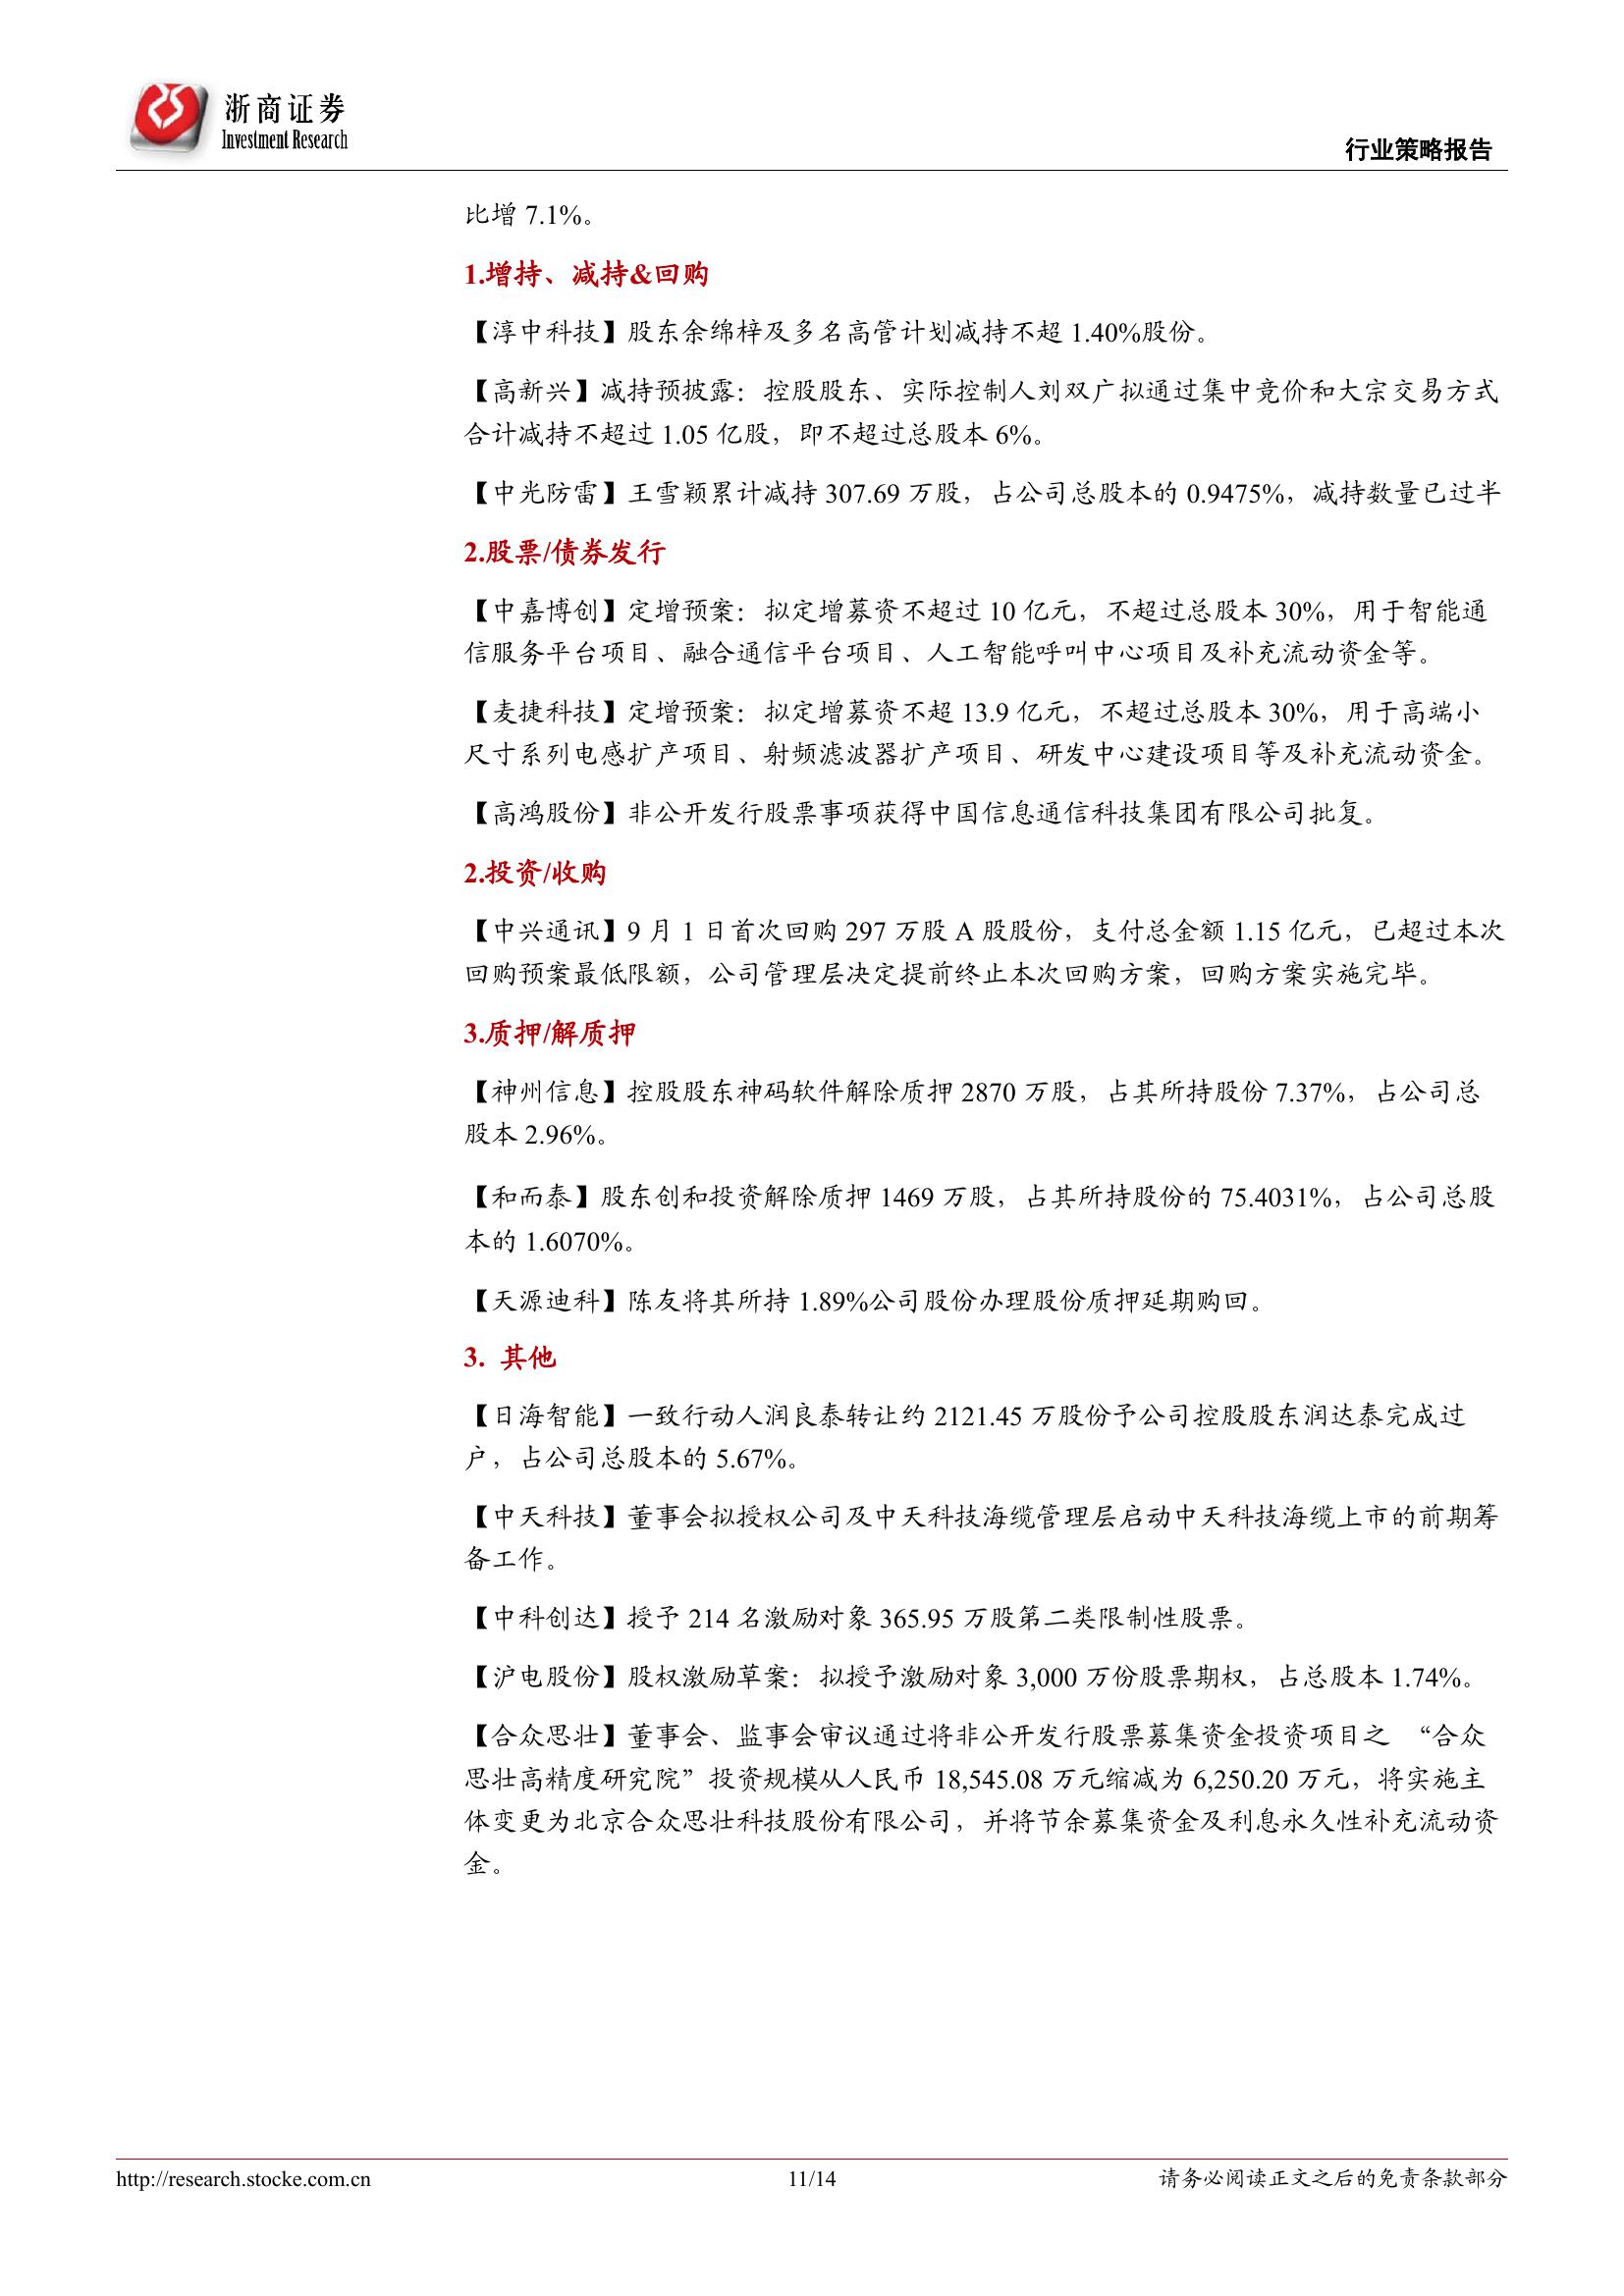 浙商证券
Investment Research
行业策略报告
比增 7.1%。
1.增持、减持&回购
【淳中科技】股东余绵梓及多名高管计划减持不超 1.40%股份。
【高新兴】减持预披露：控股股东、实际控制人刘双广拟通过集中竞价和大宗交易方式
合计减持不超过 1.05 亿股，即不超过总股本 6%。
【中光防雷】王雪颖累计减持 307.69 万股，占公司总股本的 0.9475%，减持数量已过半
2.股票/债券发行
【中嘉博创】定增预案：拟定增募资不超过 10 亿元，不超过总股本 30%，用于智能通
信服务平台项目、融合通信平台项目、人工智能呼叫中心项目及补充流动资金等。
【麦捷科技】定增预案：拟定增募资不超 13.9 亿元，不超过总股本 30%，用于高端小
尺寸系列电感扩产项目、射频滤波器扩产项目、研发中心建设项目等及补充流动资金。
【高鸿股份】非公开发行股票事项获得中国信息通信科技集团有限公司批复。
2.投资/收购
【中兴通讯】9 月 1 日首次回购 297 万股 A 股股份，支付总金额 1.15 亿元，已超过本次
回购预案最低限额，公司管理层决定提前终止本次回购方案，回购方案实施完毕。
3.质押/解质押
【神州信息】控股股东神码软件解除质押 2870 万股，占其所持股份 7.37%，占公司总
股本 2.96%。
【和而泰】股东创和投资解除质押 1469 万股，占其所持股份的 75.4031%，占公司总股
本的 1.6070%。
【天源迪科】陈友将其所持 1.89%公司股份办理股份质押延期购回。
3. 其他
【日海智能】一致行动人润良泰转让约 2121.45 万股份予公司控股股东润达泰完成过
户，占公司总股本的 5.67%。
【中天科技】董事会拟授权公司及中天科技海缆管理层启动中天科技海缆上市的前期筹
备工作。
【中科创达】授予 214 名激励对象 365.95 万股第二类限制性股票。
【沪电股份】股权激励草案：拟授予激励对象 3,000 万份股票期权，占总股本 1.74%。
【合众思壮】董事会、监事会审议通过将非公开发行股票募集资金投资项目之 “合众
思壮高精度研究院”投资规模从人民币 18,545.08 万元缩减为 6,250.20 万元，将实施主
体变更为北京合众思壮科技股份有限公司，并将节余募集资金及利息永久性补充流动资
金。
http://research.stocke.com.cn
11/14
请务必阅读正文之后的免责条款部分